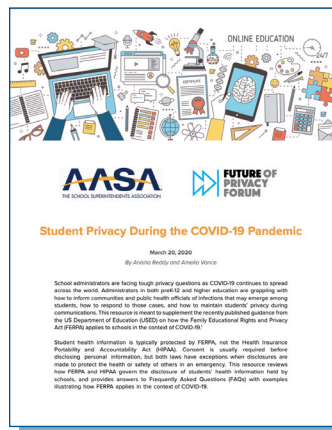 ONLINE EDUCATION
24/7
CERTIFICATE
AASA
THE SCHOOL SUPERINTENDENTS ASSOCIATION
FUTURE OF
PRIVACY
FORUM
Student Privacy During the COVID-19 Pandemic
March 20, 2020
By Anisha Reddy and Amelia Vance
School administrators are facing tough privacy questions as COVID-19 continues to spread
across the world. Administrators in both preK-12 and higher education are grappling with
how to inform communities and public health officials of infections that may emerge among
students, how to respond to those cases, and how to maintain students' privacy during
communications. This resource is meant to supplement the recently published guidance from
the US Department of Education (USED) on how the Family Educational Rights and Privacy
Act (FERPA) applies to schools in the context of COVID-19.¹
Student health information is typically protected by FERPA, not the Health Insurance
Portability and Accountability Act (HIPAA). Consent is usually required before
disclosing personal information, but both laws have exceptions when disclosures are
made to protect the health or safety of others in an emergency. This resource reviews
how FERPA and HIPAA govern the disclosure of students' health information held by
schools, and provides answers to Frequently Asked Questions (FAQs) with examples
illustrating how FERPA applies in the context of COVID-19.